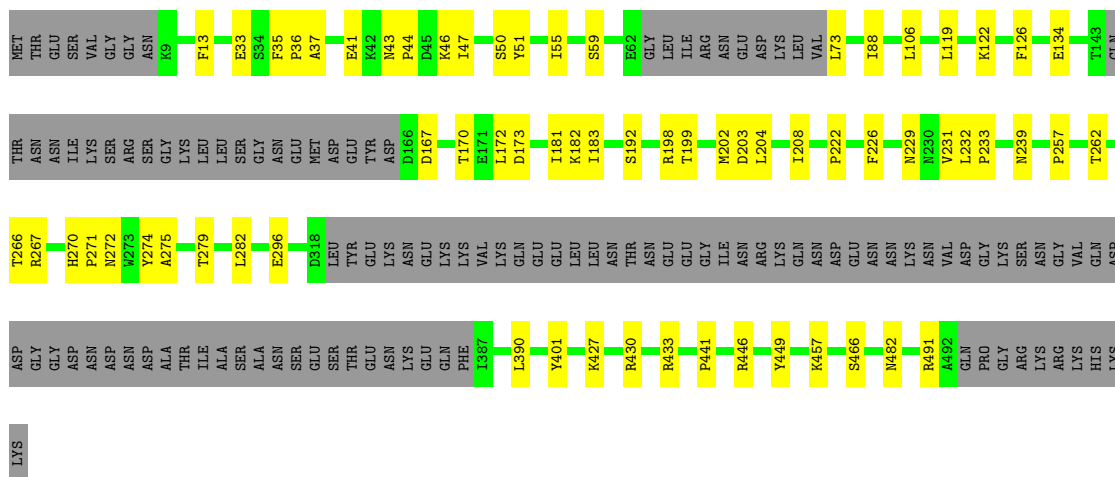 MET THR GLU SER VAL GLY GLY ASN K9 F13 E33 S34 F35 P36 A37 E41 K42 N43 P44 D45 K46 I47 S50 Y51 I55 S59 E62 GLY LEU ILE ARG ASN GLU ASP LYS LEU VAL L73 I88 L106 L119 K122 F126 E134 T143 GLN
THR ASN ASN ILE LYS SER ARG SER GLY LYS LYS LEU LEU SER GLY ASN GLU MET ASP GLU TYR ASP D166 D167 T170 E171 L172 D173 I181 K182 I183 S192 R198 T199 M202 D203 L204 I208 P222 F226 N229 N230 V231 L232 P233 N239 P257 T262
T266 R267 H270 P271 N272 W273 Y274 A275 T279 L282 E296 D318 LEU TYR GLU LYS ASN GLU LYS LYS VAL LYS GLN GLU GLU LEU LEU ASN THR ASN GLU GLU GLY ILE ASN ARG LYS GLN ASN ASP GLU ASN ASN LYS ASN VAL ASP GLY LYS SER ASN GLY VAL GLN ASP
ASP GLY GLY ASP ASN ASP ASN ASP ALA THR ILE ALA SER ALA ASN SER GLU SER THR GLU ASN LYS GLU GLN PHE I387 L390 Y401 K427 R430 R433 P441 R446 Y449 K457 S466 N482 R491 A492 GLN PRO GLY ARG LYS ARG LYS HIS LYS
LYS